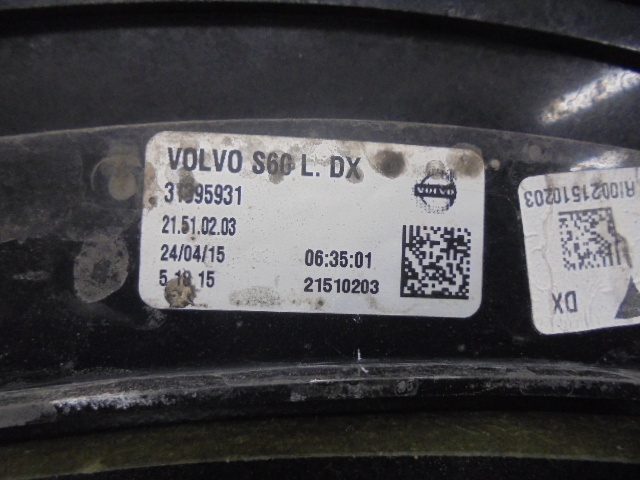 VOLVO S60 L. DX
31395931
VOLVO
21.51.02.03
24/04/15 06:35:01
5 18 15 21510203
A10021510203
DX